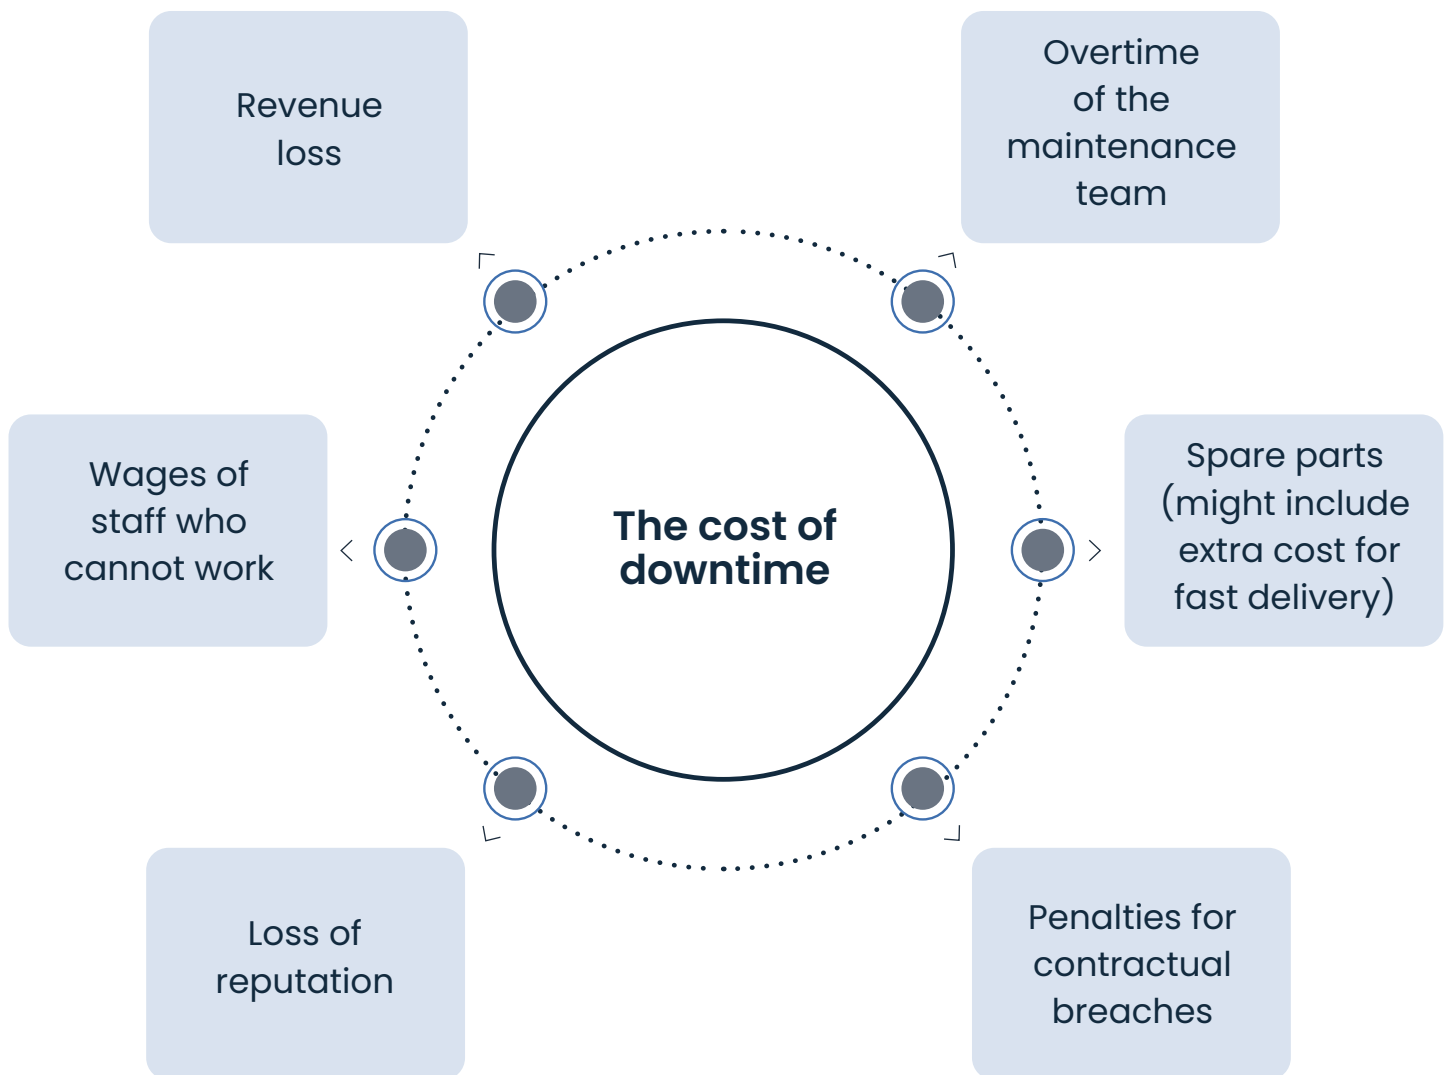 Revenue
loss
Overtime
of the
maintenance
team
Wages of
staff who
cannot work
The cost of
downtime
Spare parts
(might include
extra cost for
fast delivery)
Loss of
reputation
Penalties for
contractual
breaches